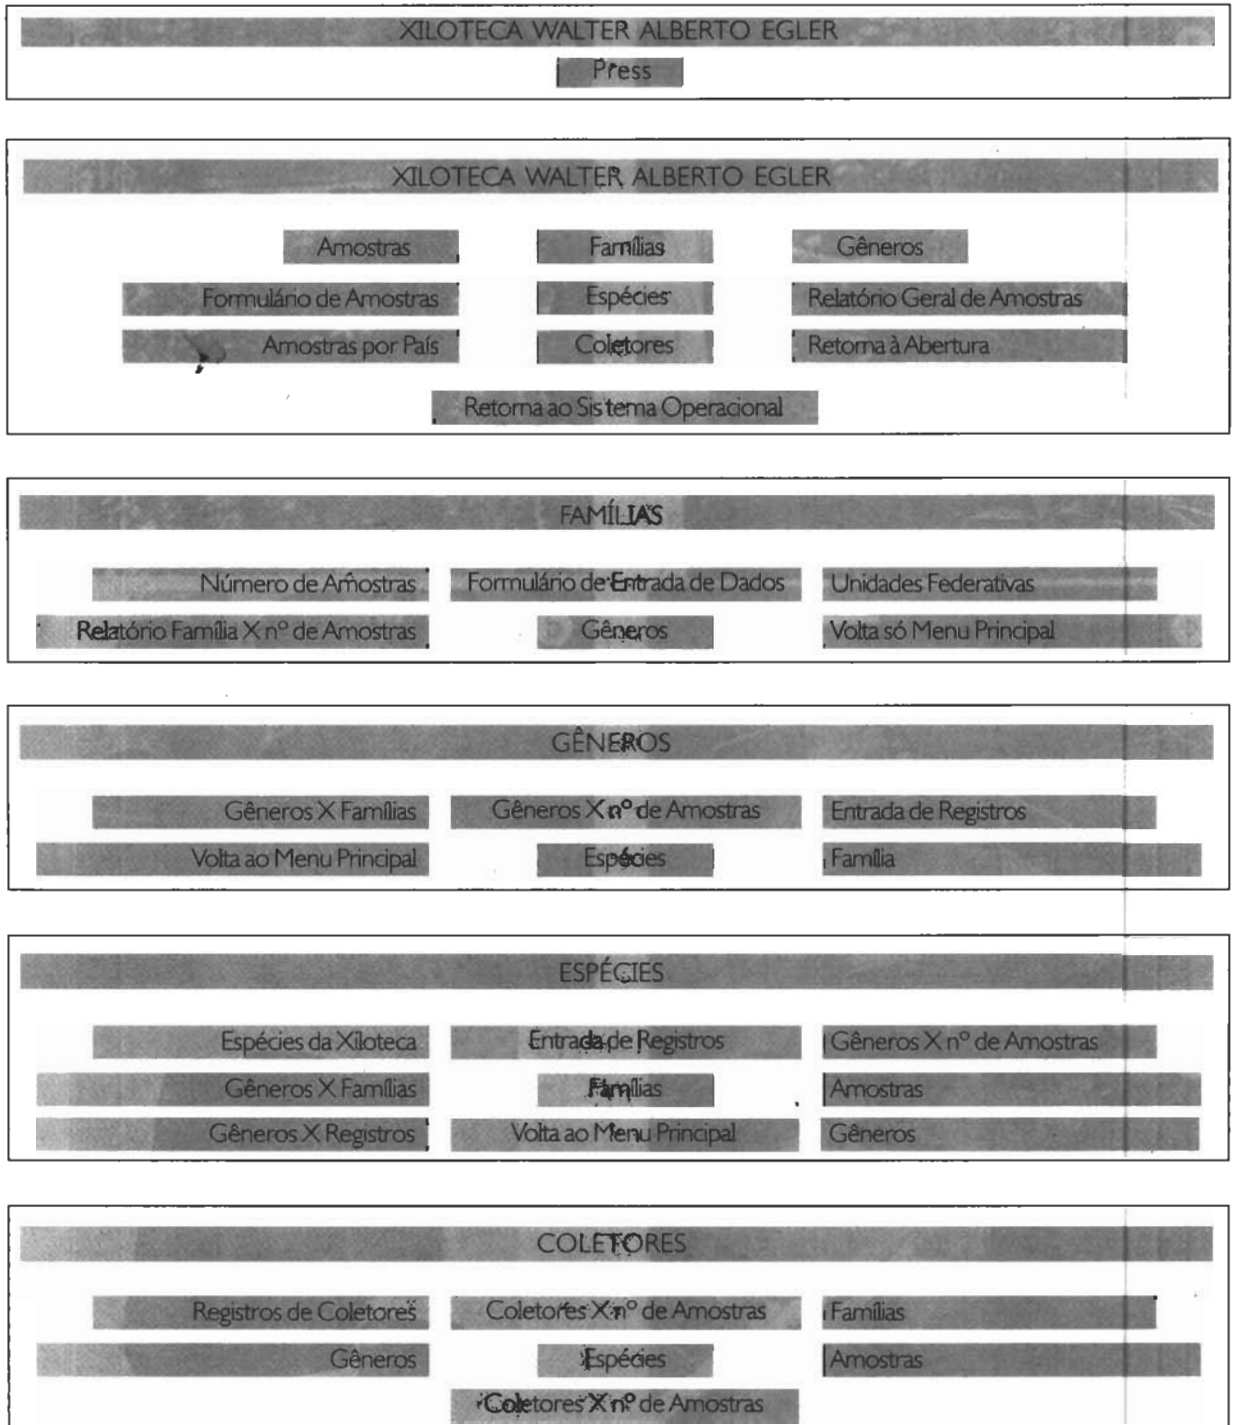 XILOTECA WALTER ALBERTO EGLER
Press
XILOTECA WALTER ALBERTO EGLER
Amostras Famílias Gêneros
Formulário de Amostras Espécies Relatório Geral de Amostras
Amostras por País Coletores Retorna à Abertura
Retorna ao Sistema Operacional
FAMÍLIAS
Número de Amostras Formulário de Entrada de Dados Unidades Federativas
Relatório Família X nº de Amostras Gêneros Volta só Menu Principal
GÊNEROS
Gêneros X Famílias Gêneros X nº de Amostras Entrada de Registros
Volta ao Menu Principal Espécies Família
ESPÉCIES
Espécies da Xiloteca Entrada de Registros Gêneros X nº de Amostras
Gêneros X Famílias Famílias Amostras
Gêneros X Registros Volta ao Menu Principal Gêneros
COLETORES
Registros de Coletores Coletores X nº de Amostras Famílias
Gêneros Espécies Amostras
Coletores X nº de Amostras